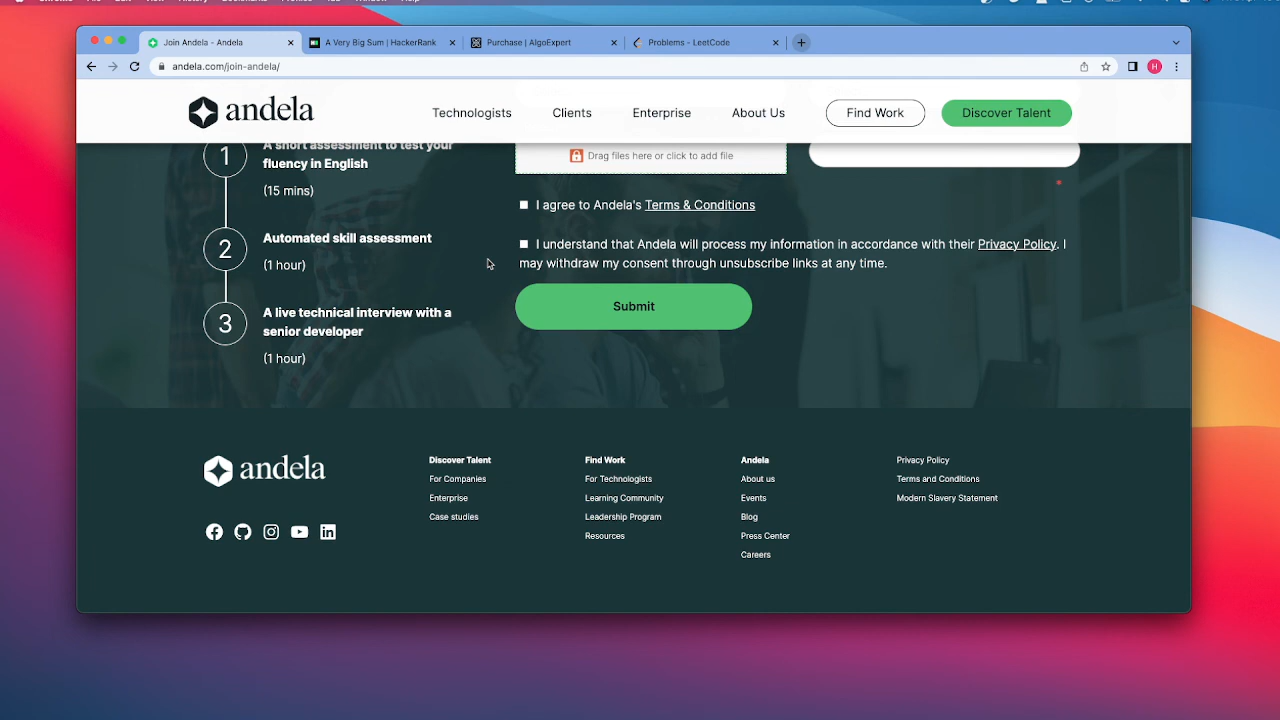 Join Andela - Andela
A Very Big Sum | HackerRank
Purchase | AlgoExpert
Problems - LeetCode
andela.com/join-andela/
H
andela
Technologists
Clients
Enterprise
About Us
Find Work
Discover Talent
1
A short assessment to test your
fluency in English
(15 mins)
2
Automated skill assessment
(1 hour)
3
A live technical interview with a
senior developer
(1 hour)
Drag files here or click to add file
I agree to Andela's Terms & Conditions
I understand that Andela will process my information in accordance with their Privacy Policy. I
may withdraw my consent through unsubscribe links at any time.
Submit
andela
Discover Talent
For Companies
Enterprise
Case studies
Find Work
For Technologists
Learning Community
Leadership Program
Resources
Andela
About us
Events
Blog
Press Center
Careers
Privacy Policy
Terms and Conditions
Modern Slavery Statement